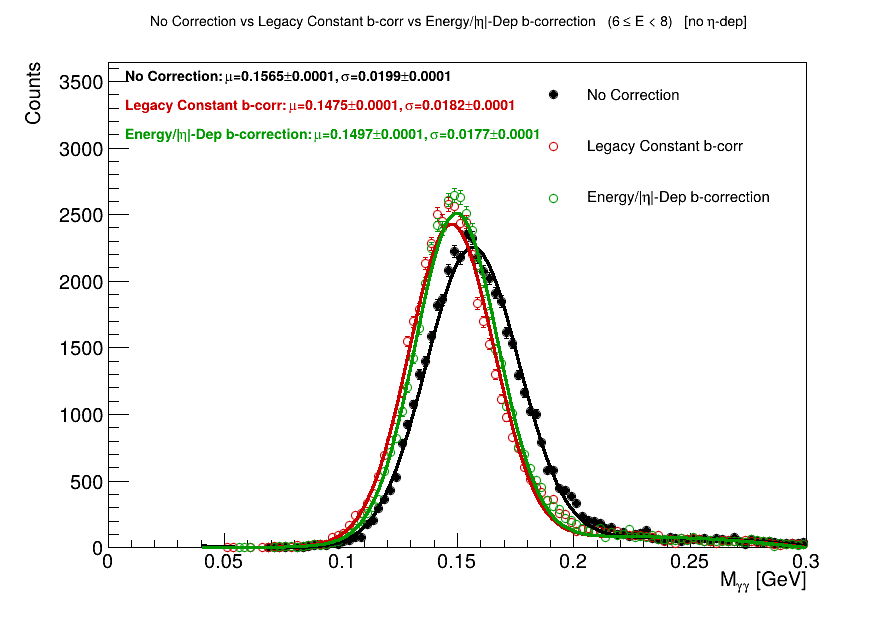 No Correction vs Legacy Constant b-corr vs Energy/|η|-Dep b-correction (6 ≤ E < 8) [no η-dep]
Counts
No Correction: μ=0.1565±0.0001, σ=0.0199±0.0001
Legacy Constant b-corr: μ=0.1475±0.0001, σ=0.0182±0.0001
Energy/|η|-Dep b-correction: μ=0.1497±0.0001, σ=0.0177±0.0001
No Correction
Legacy Constant b-corr
Energy/|η|-Dep b-correction
3500
3000
2500
2000
1500
1000
500
0
0 0.05 0.1 0.15 0.2 0.25 0.3
Mγγ [GeV]